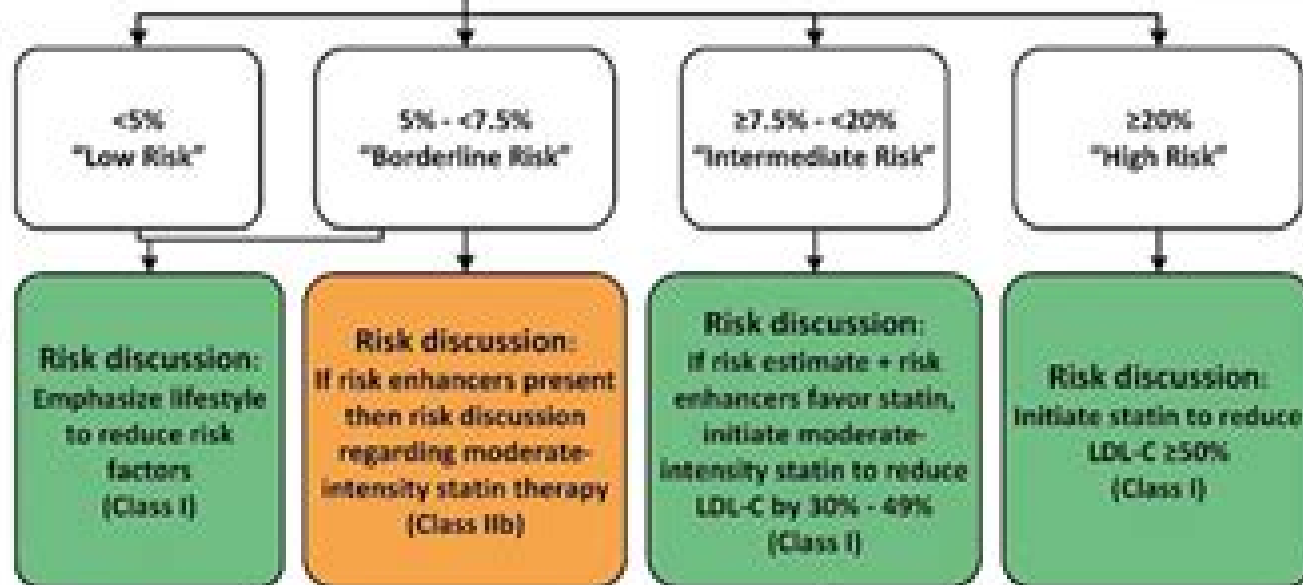 <5%
"Low Risk"
5% - <7.5%
"Borderline Risk"
≥7.5% - <20%
"Intermediate Risk"
≥20%
"High Risk"
Risk discussion:
Emphasize lifestyle
to reduce risk
factors
(Class I)
Risk discussion:
If risk enhancers present
then risk discussion
regarding moderate-
intensity statin therapy
(Class IIb)
Risk discussion:
If risk estimate + risk
enhancers favor statin,
initiate moderate-
intensity statin to reduce
LDL-C by 30% - 49%
(Class I)
Risk discussion:
Initiate statin to reduce
LDL-C ≥50%
(Class I)